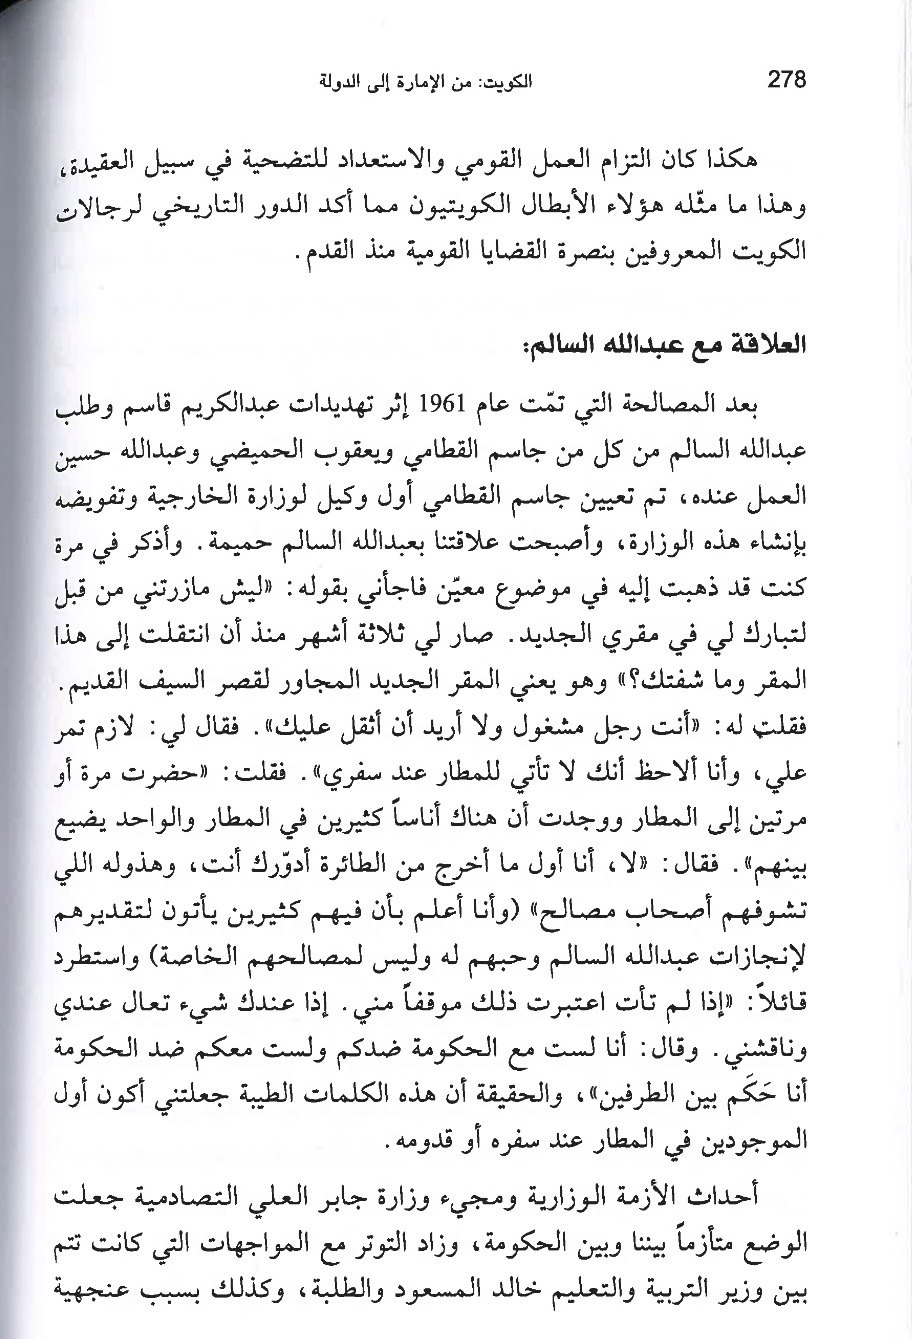 278
الكويت: من الإمارة إلى الدولة
هكذا كان التزام العمل القومي والاستعداد للتضحية في سبيل العقيدة،
وهذا ما مثّله هؤلاء الأبطال الكويتيون مما أكد الدور التاريخي لرجالات
الكويت المعروفين بنصرة القضايا القومية منذ القدم.
العلاقة مع عبدالله السالم:
بعد المصالحة التي تمّت عام 1961 إثر تهديدات عبدالكريم قاسم وطلب
عبدالله السالم من كل من جاسم القطامي ويعقوب الحميضي وعبدالله حسين
العمل عنده، تم تعيين جاسم القطامي أول وكيل لوزارة الخارجية وتفويضه
بإنشاء هذه الوزارة، وأصبحت علاقتنا بعبدالله السالم حميمة. وأذكر في مرة
كنت قد ذهبت إليه في موضوع معيّن فاجأني بقوله: «ليش مازرتني من قبل
لتبارك لي في مقري الجديد. صار لي ثلاثة أشهر منذ أن انتقلت إلى هذا
المقر وما شفتك؟» وهو يعني المقر الجديد المجاور لقصر السيف القديم.
فقلت له: «أنت رجل مشغول ولا أريد أن أثقل عليك». فقال لي: لازم تمر
علي، وأنا ألاحظ أنك لا تأتي للمطار عند سفري». فقلت: «حضرت مرة أو
مرتين إلى المطار ووجدت أن هناك أناساً كثيرين في المطار والواحد يضيع
بينهم». فقال: «لا، أنا أول ما أخرج من الطائرة أدوّرك أنت، وهذوله اللي
تشوفهم أصحاب مصالح» (وأنا أعلم بأن فيهم كثيرين يأتون لتقديرهم
لإنجازات عبدالله السالم وحبهم له وليس لمصالحهم الخاصة) واستطرد
قائلاً: «إذا لم تأت اعتبرت ذلك موقفاً مني. إذا عندك شيء تعال عندي
وناقشني. وقال: أنا لست مع الحكومة ضدكم ولست معكم ضد الحكومة
أنا حَكَم بين الطرفين»، والحقيقة أن هذه الكلمات الطيبة جعلتني أكون أول
الموجودين في المطار عند سفره أو قدومه.
أحداث الأزمة الوزارية ومجيء وزارة جابر العلي التصادمية جعلت
الوضع متأزماً بيننا وبين الحكومة، وزاد التوتر مع المواجهات التي كانت تتم
بين وزير التربية والتعليم خالد المسعود والطلبة، وكذلك بسبب عنجهية